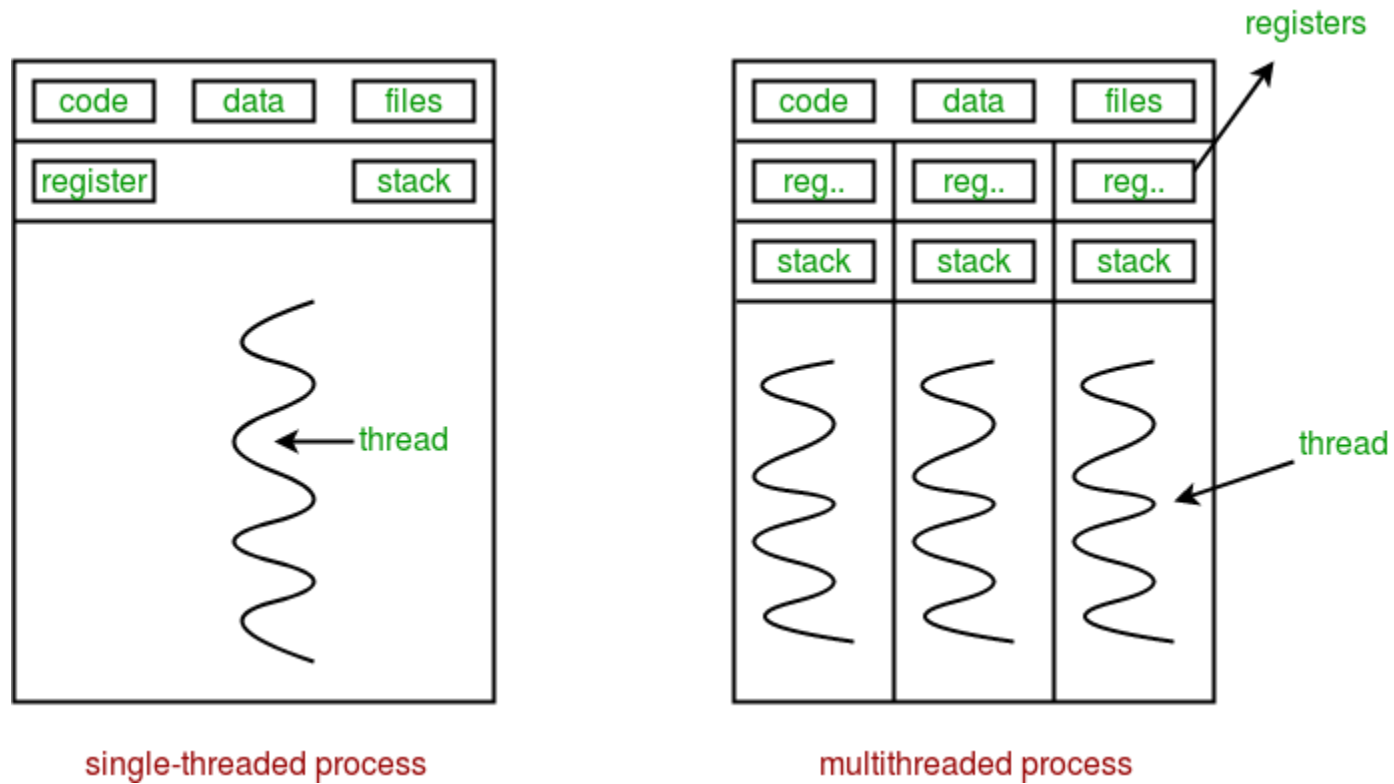 registers
code data files
register stack
thread
single-threaded process
code data files
reg.. reg.. reg..
stack stack stack
thread
multithreaded process